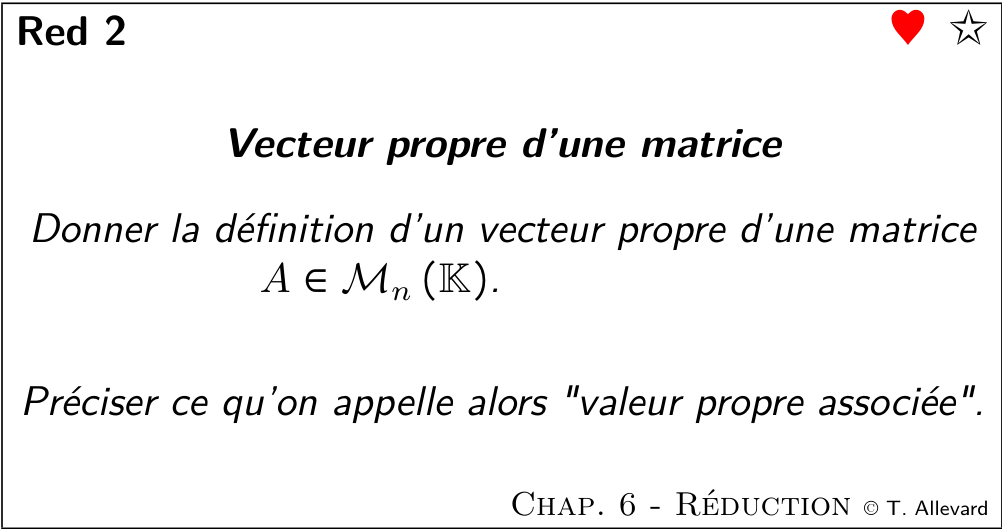 Red 2
Vecteur propre d'une matrice
Donner la définition d'un vecteur propre d'une matrice
A ∈ ℳₙ (𝕂).
Préciser ce qu'on appelle alors "valeur propre associée".
Chap. 6 - Réduction © T. Allevard